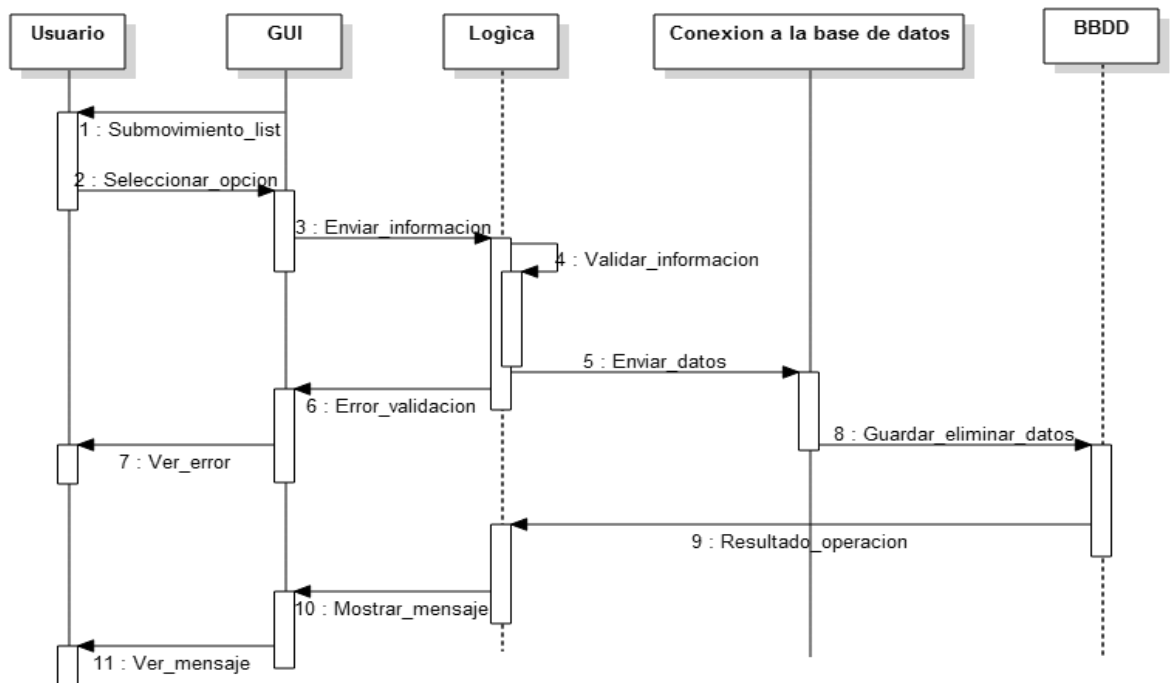 Usuario
GUI
Logìca
Conexion a la base de datos
BBDD
1 : Submovimiento_list
2 : Seleccionar_opcion
3 : Enviar_informacion
4 : Validar_informacion
5 : Enviar_datos
6 : Error_validacion
7 : Ver_error
8 : Guardar_eliminar_datos
9 : Resultado_operacion
10 : Mostrar_mensaje
11 : Ver_mensaje